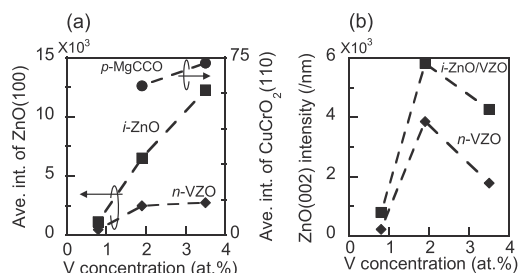 (a)
X10³
15
10
5
0
Ave. int. of ZnO(100)
p-MgCCO
i-ZnO
n-VZO
75
0
Ave. int. of CuCrO₂(110)
0 1 2 3 4
V concentration (at.%)
(b)
X10³
6
4
2
0
ZnO(002) intensity (/nm)
i-ZnO/VZO
n-VZO
0 1 2 3 4
V concentration (at.%)